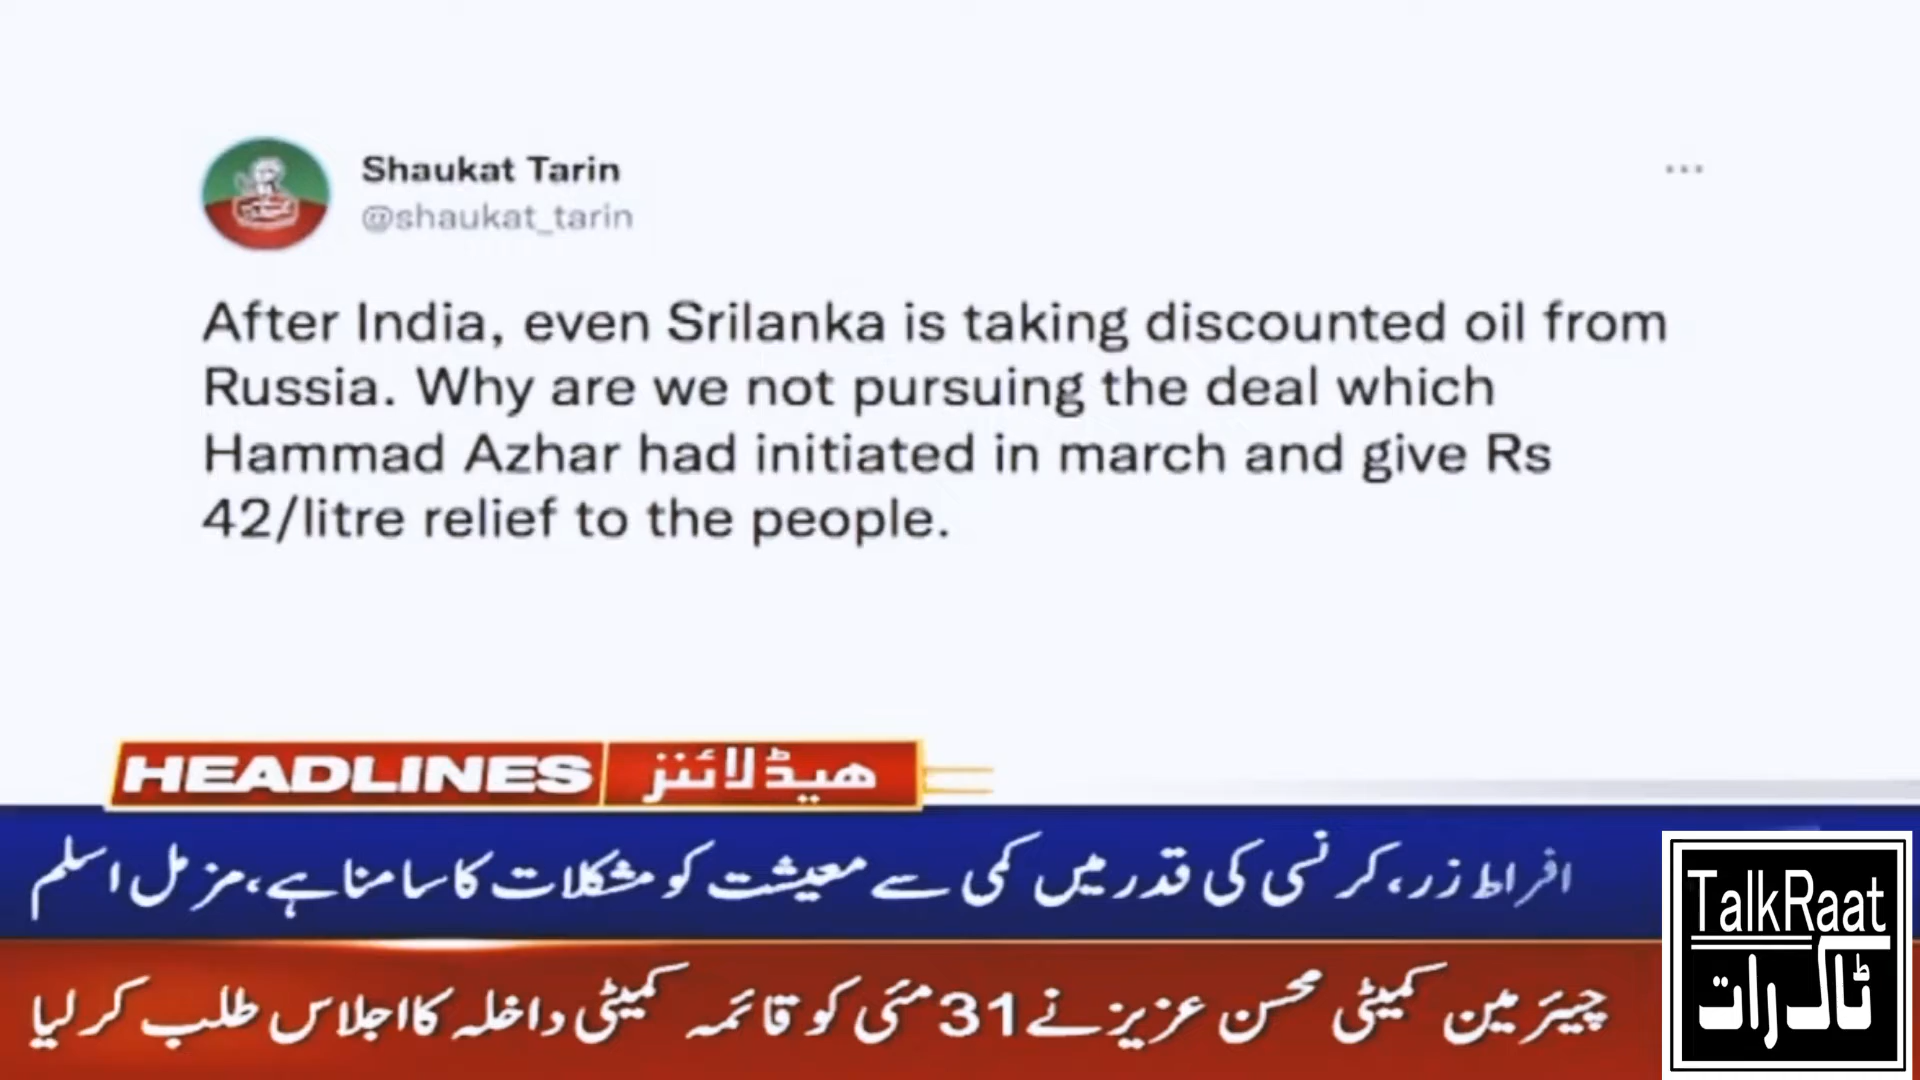 Shaukat Tarin
@shaukat_tarin
After India, even Srilanka is taking discounted oil from
Russia. Why are we not pursuing the deal which
Hammad Azhar had initiated in march and give Rs
42/litre relief to the people.
HEADLINES ہیڈلائنز
افراط زر، کرنسی کی قدر میں کمی سے معیشت کو مشکلات کا سامنا ہے، مزمل اسلم
چیئرمین کمیٹی محسن عزیز نے 31 مئی کو قائمہ کمیٹی داخلہ کا اجلاس طلب کر لیا
TalkRaat
ٹاک رات